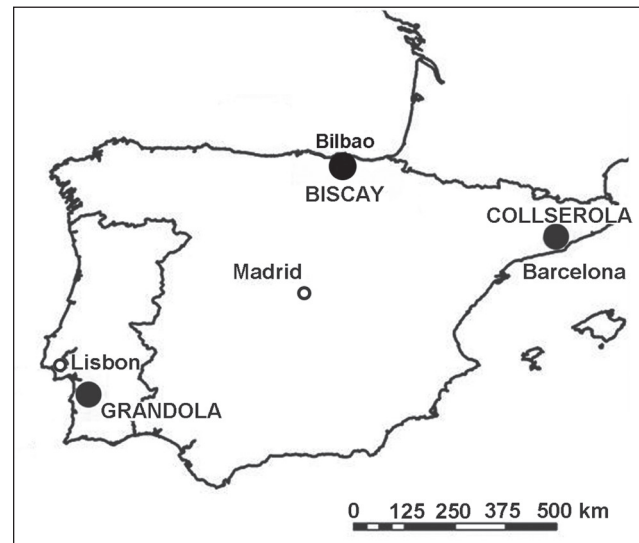 Bilbao
BISCAY
COLLSEROLA
Madrid
Barcelona
Lisbon
GRANDOLA
0 125 250 375 500 km